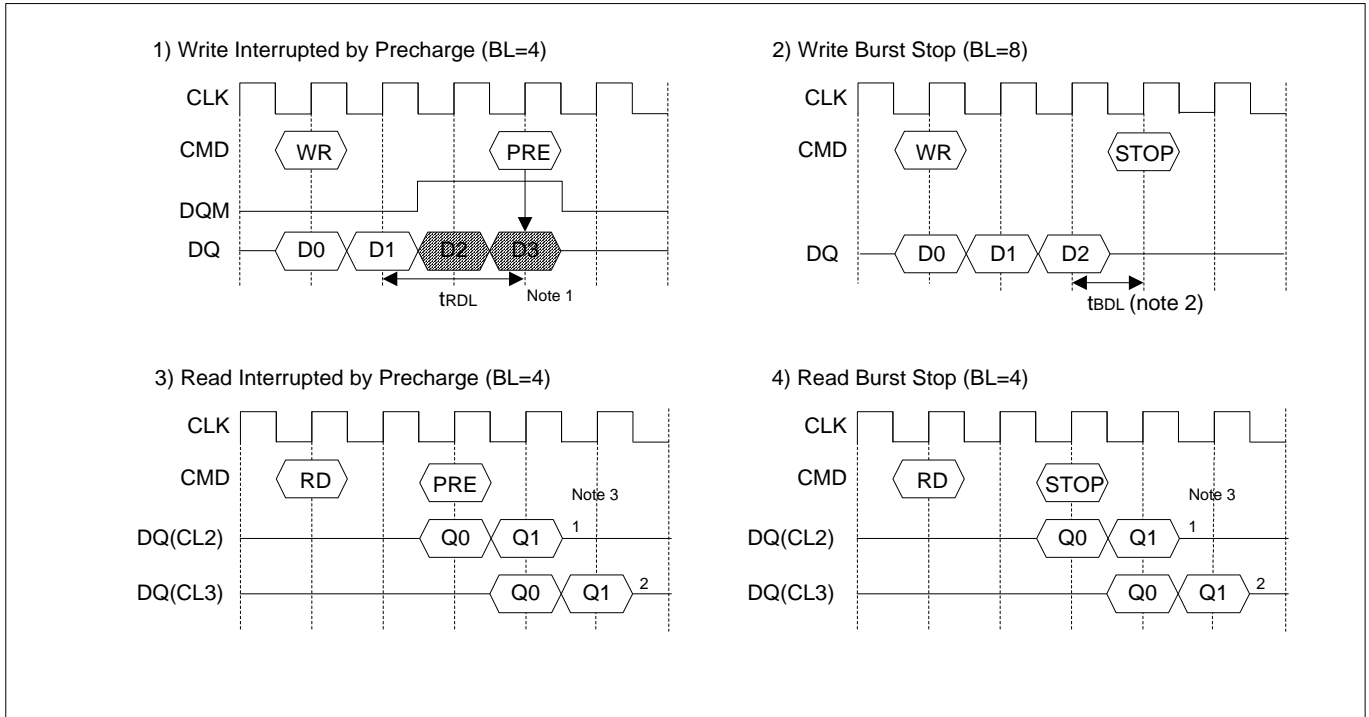 1) Write Interrupted by Precharge (BL=4)
CLK
CMD
WR
PRE
DQM
DQ
D0
D1
D2
D3
tRDL
Note 1
2) Write Burst Stop (BL=8)
CLK
CMD
WR
STOP
DQ
D0
D1
D2
tBDL (note 2)
3) Read Interrupted by Precharge (BL=4)
CLK
CMD
RD
PRE
Note 3
DQ(CL2)
Q0
Q1
1
DQ(CL3)
Q0
Q1
2
4) Read Burst Stop (BL=4)
CLK
CMD
RD
STOP
Note 3
DQ(CL2)
Q0
Q1
1
DQ(CL3)
Q0
Q1
2